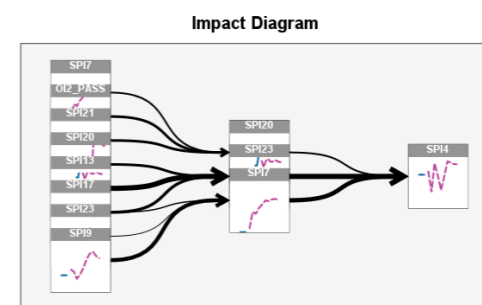 Impact Diagram
SPI7
OI2_PASS
SPI21
SPI20
SPI13
SPI17
SPI23
SPI9
SPI20
SPI23
SPI7
SPI4